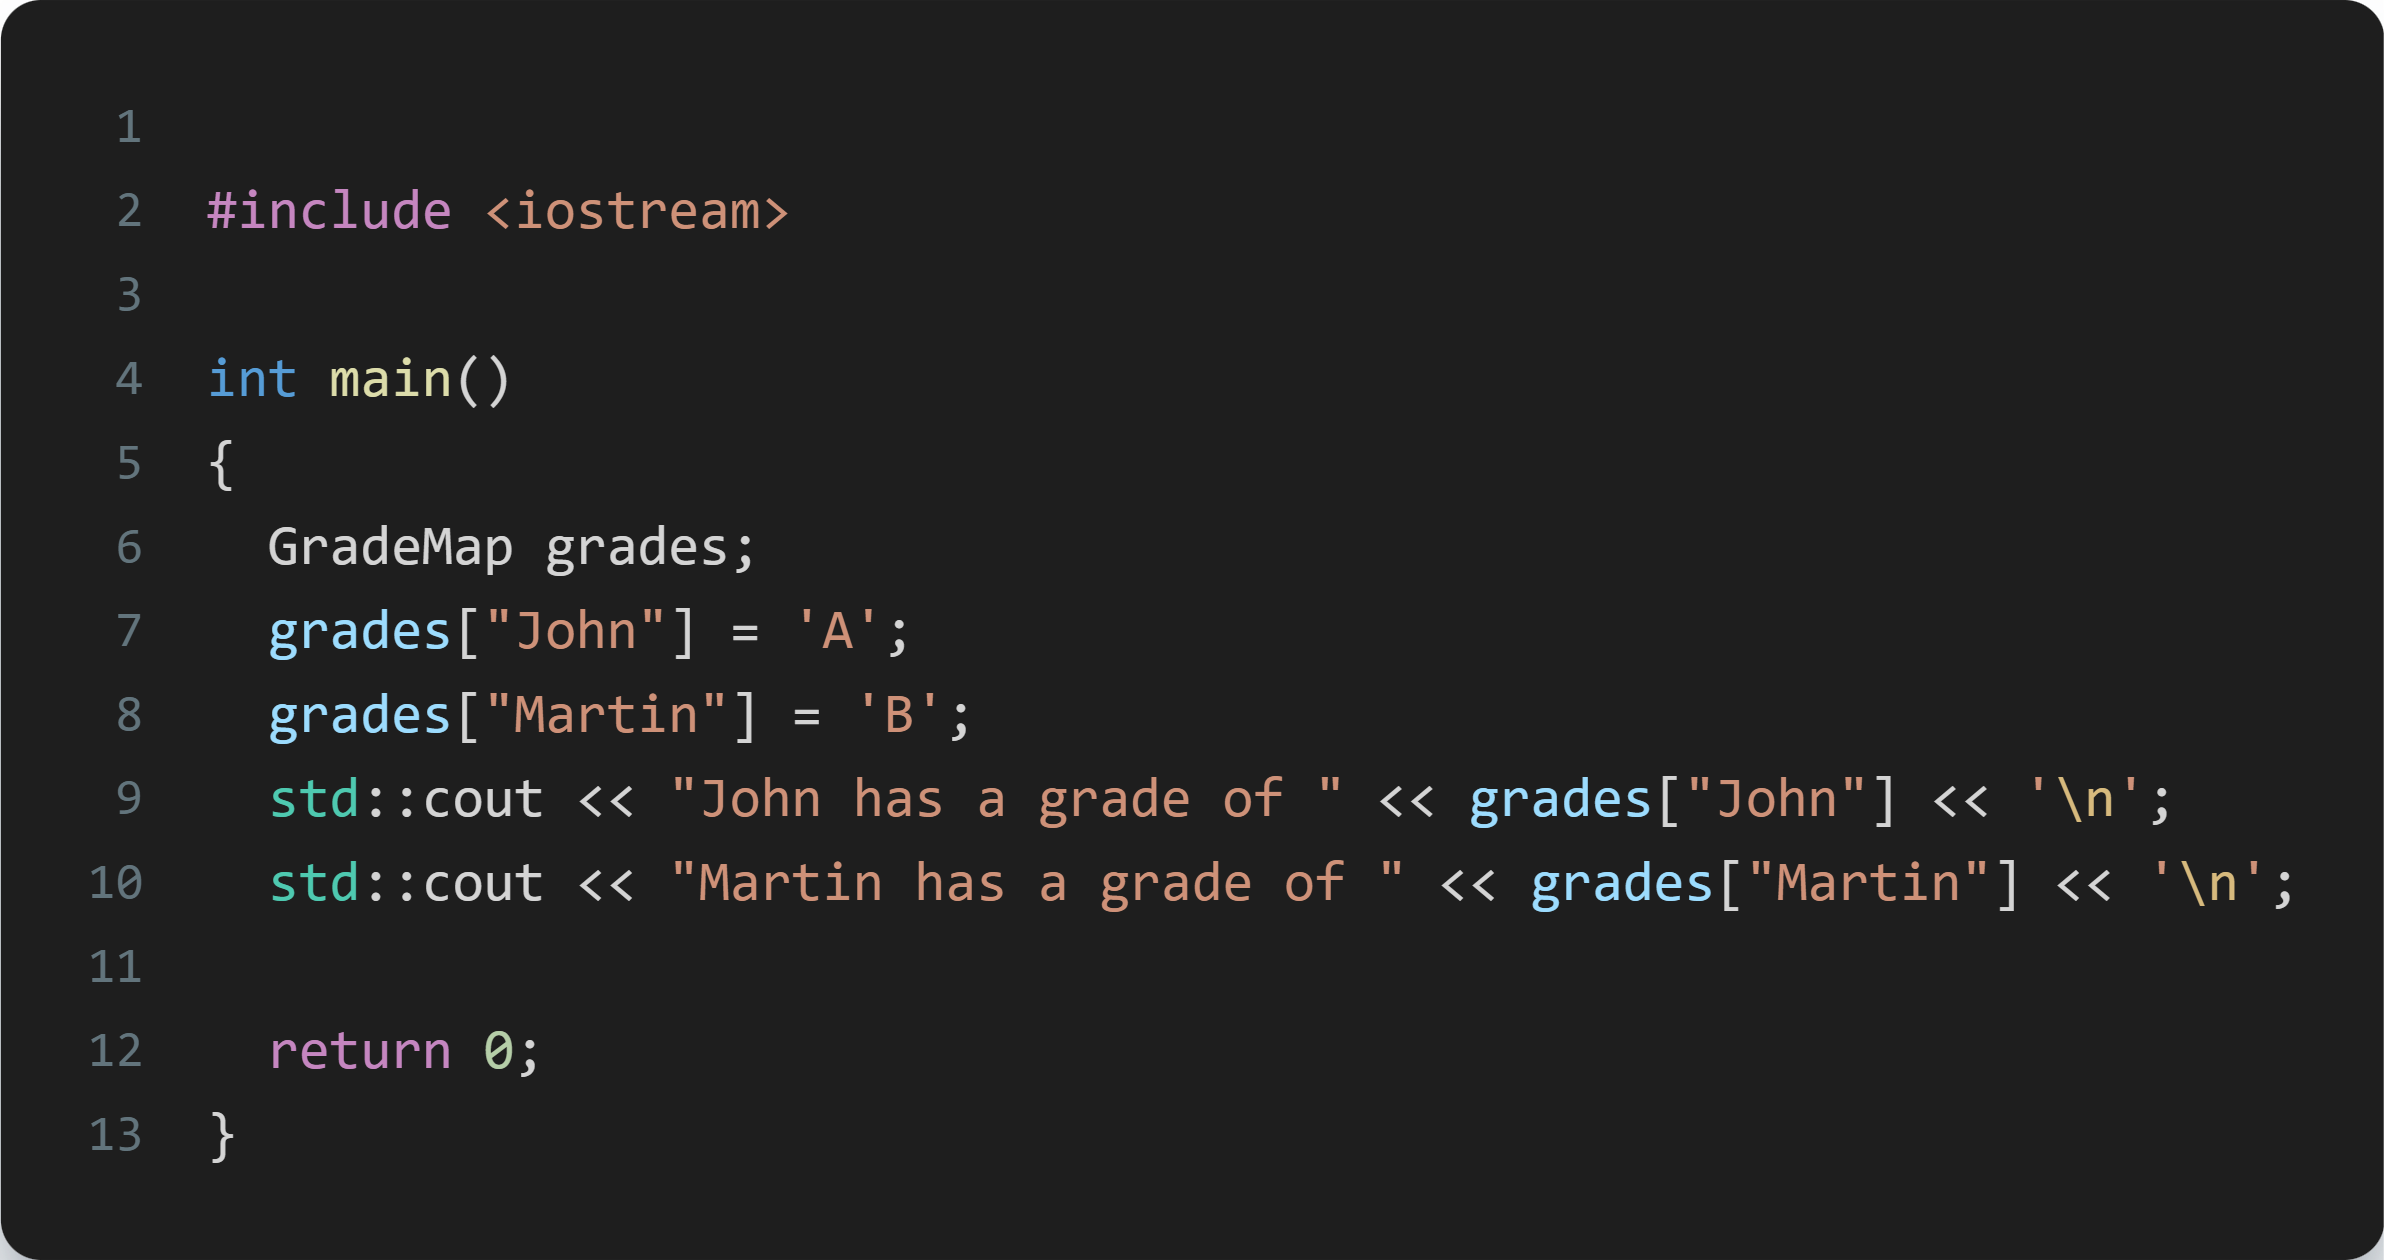 1
2 #include <iostream>
3
4 int main()
5 {
6   GradeMap grades;
7   grades["John"] = 'A';
8   grades["Martin"] = 'B';
9   std::cout << "John has a grade of " << grades["John"] << '\n';
10   std::cout << "Martin has a grade of " << grades["Martin"] << '\n';
11
12   return 0;
13 }